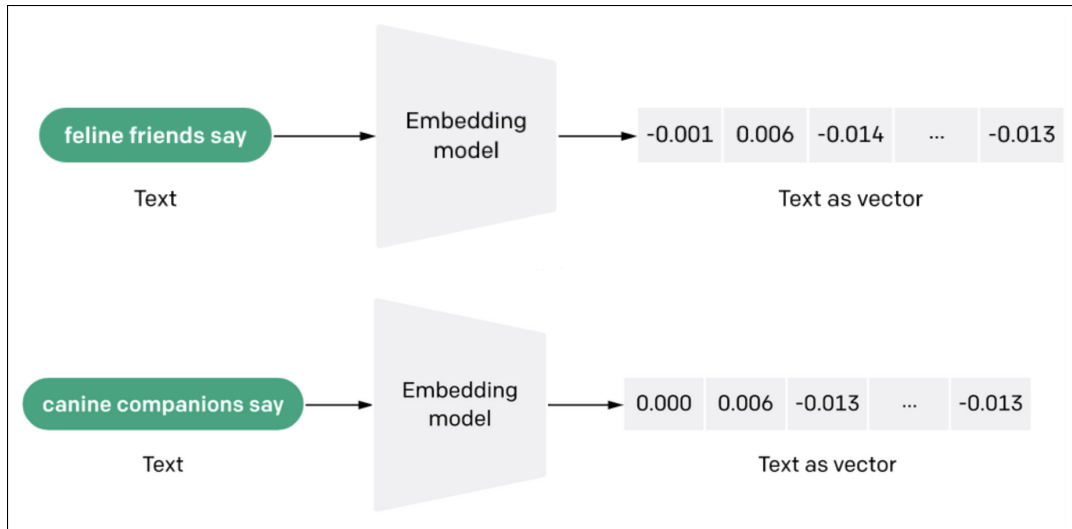 feline friends say
Embedding
model
-0.001 0.006 -0.014 ... -0.013
Text
Text as vector
canine companions say
Embedding
model
0.000 0.006 -0.013 ... -0.013
Text
Text as vector